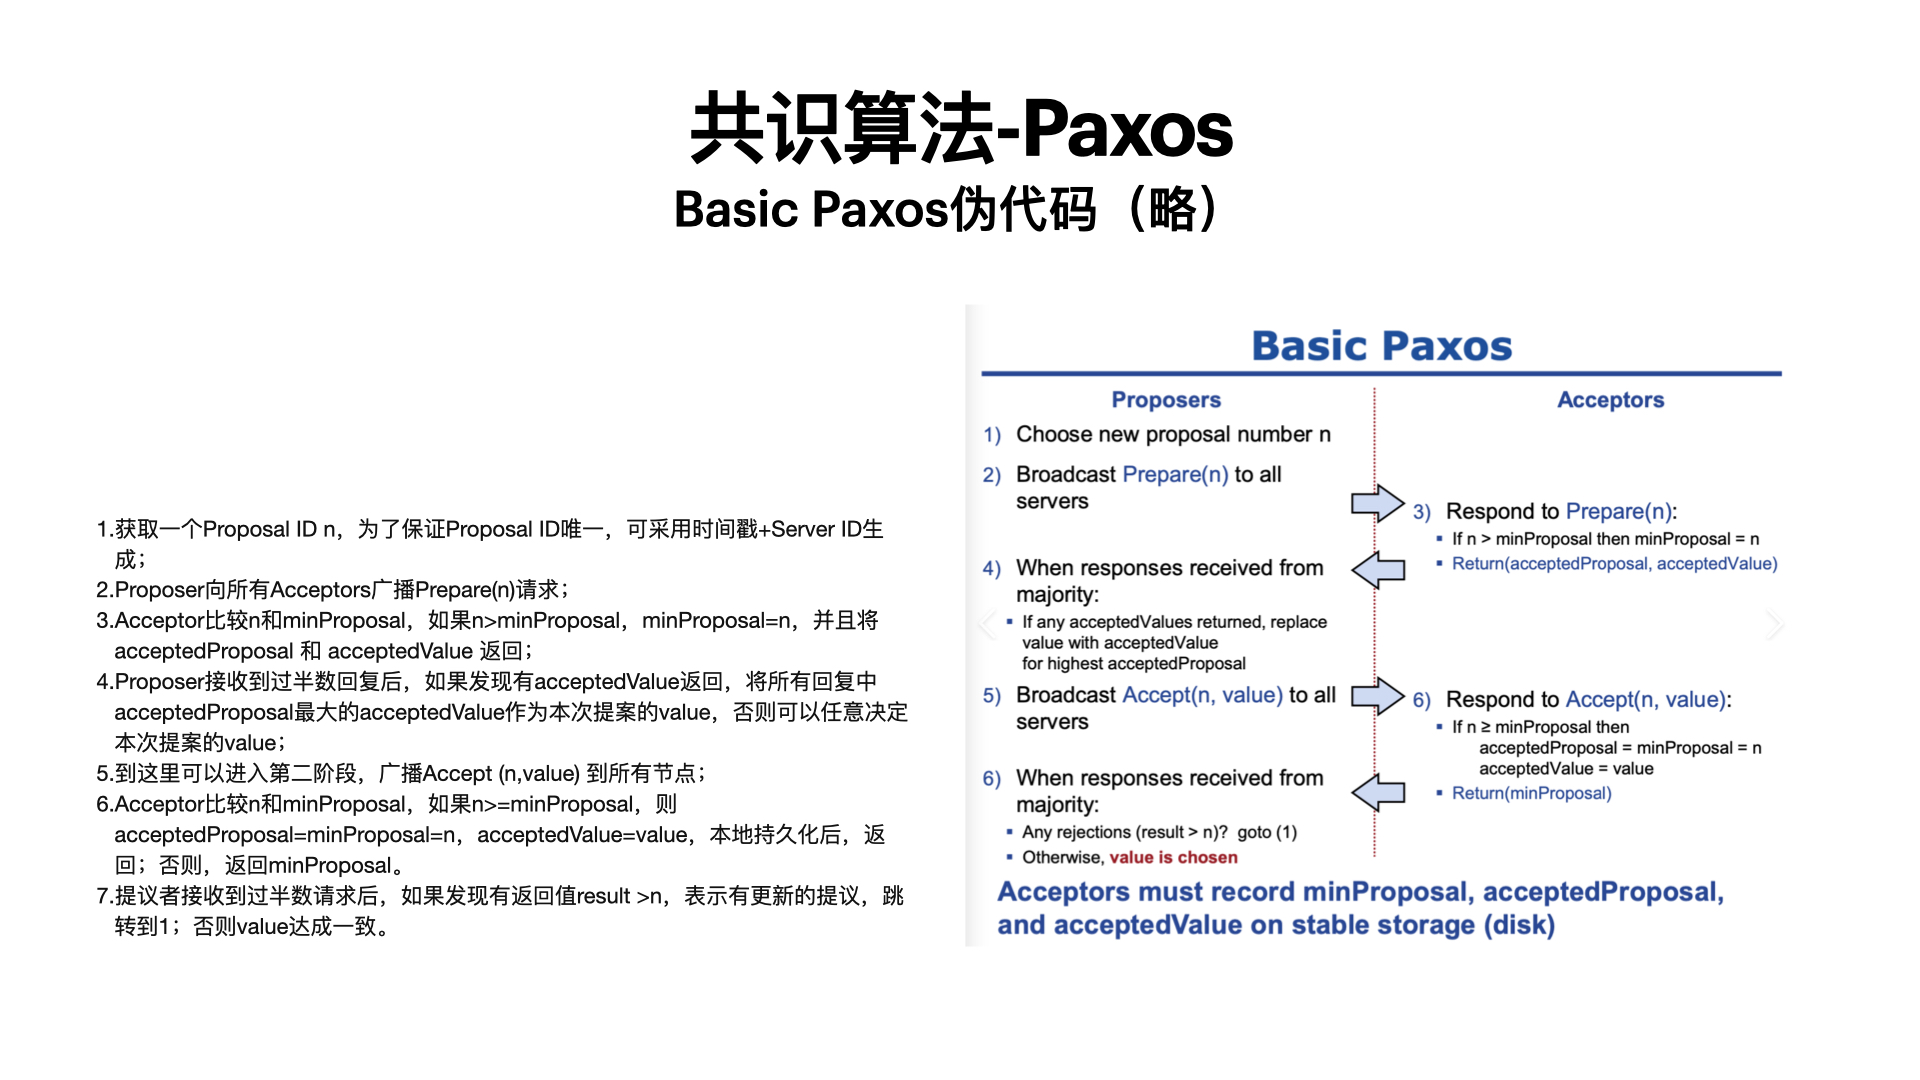 共识算法-Paxos
Basic Paxos伪代码（略）
1.获取一个Proposal ID n，为了保证Proposal ID唯一，可采用时间戳+Server ID生
成；
2.Proposer向所有Acceptors广播Prepare(n)请求；
3.Acceptor比较n和minProposal，如果n>minProposal，minProposal=n，并且将
acceptedProposal 和 acceptedValue 返回；
4.Proposer接收到过半数回复后，如果发现有acceptedValue返回，将所有回复中
acceptedProposal最大的acceptedValue作为本次提案的value，否则可以任意决定
本次提案的value；
5.到这里可以进入第二阶段，广播Accept (n,value) 到所有节点；
6.Acceptor比较n和minProposal，如果n>=minProposal，则
acceptedProposal=minProposal=n，acceptedValue=value，本地持久化后，返
回；否则，返回minProposal。
7.提议者接收到过半数请求后，如果发现有返回值result >n，表示有更新的提议，跳
转到1；否则value达成一致。
Basic Paxos
Proposers
1) Choose new proposal number n
2) Broadcast Prepare(n) to all
servers
4) When responses received from
majority:
▪ If any acceptedValues returned, replace
value with acceptedValue
for highest acceptedProposal
5) Broadcast Accept(n, value) to all
servers
6) When responses received from
majority:
▪ Any rejections (result > n)? goto (1)
▪ Otherwise, value is chosen
Acceptors
3) Respond to Prepare(n):
▪ If n > minProposal then minProposal = n
▪ Return(acceptedProposal, acceptedValue)
6) Respond to Accept(n, value):
▪ If n ≥ minProposal then
acceptedProposal = minProposal = n
acceptedValue = value
▪ Return(minProposal)
Acceptors must record minProposal, acceptedProposal,
and acceptedValue on stable storage (disk)